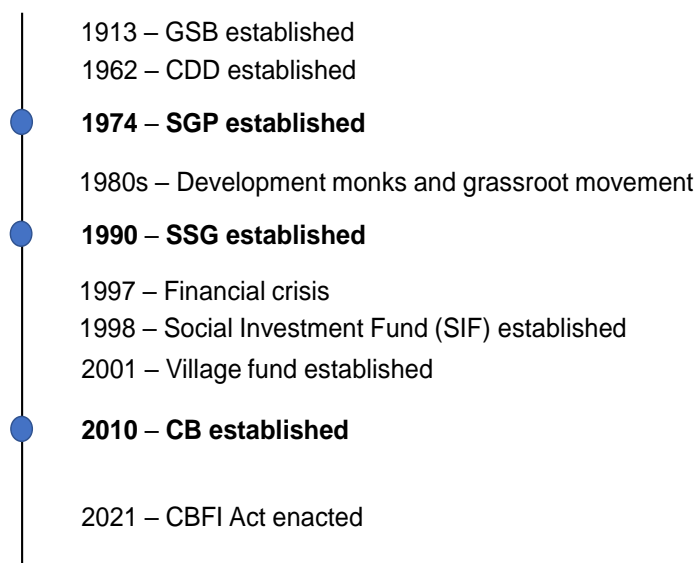 1913 – GSB established
1962 – CDD established
1974 – SGP established
1980s – Development monks and grassroot movement
1990 – SSG established
1997 – Financial crisis
1998 – Social Investment Fund (SIF) established
2001 – Village fund established
2010 – CB established
2021 – CBFI Act enacted